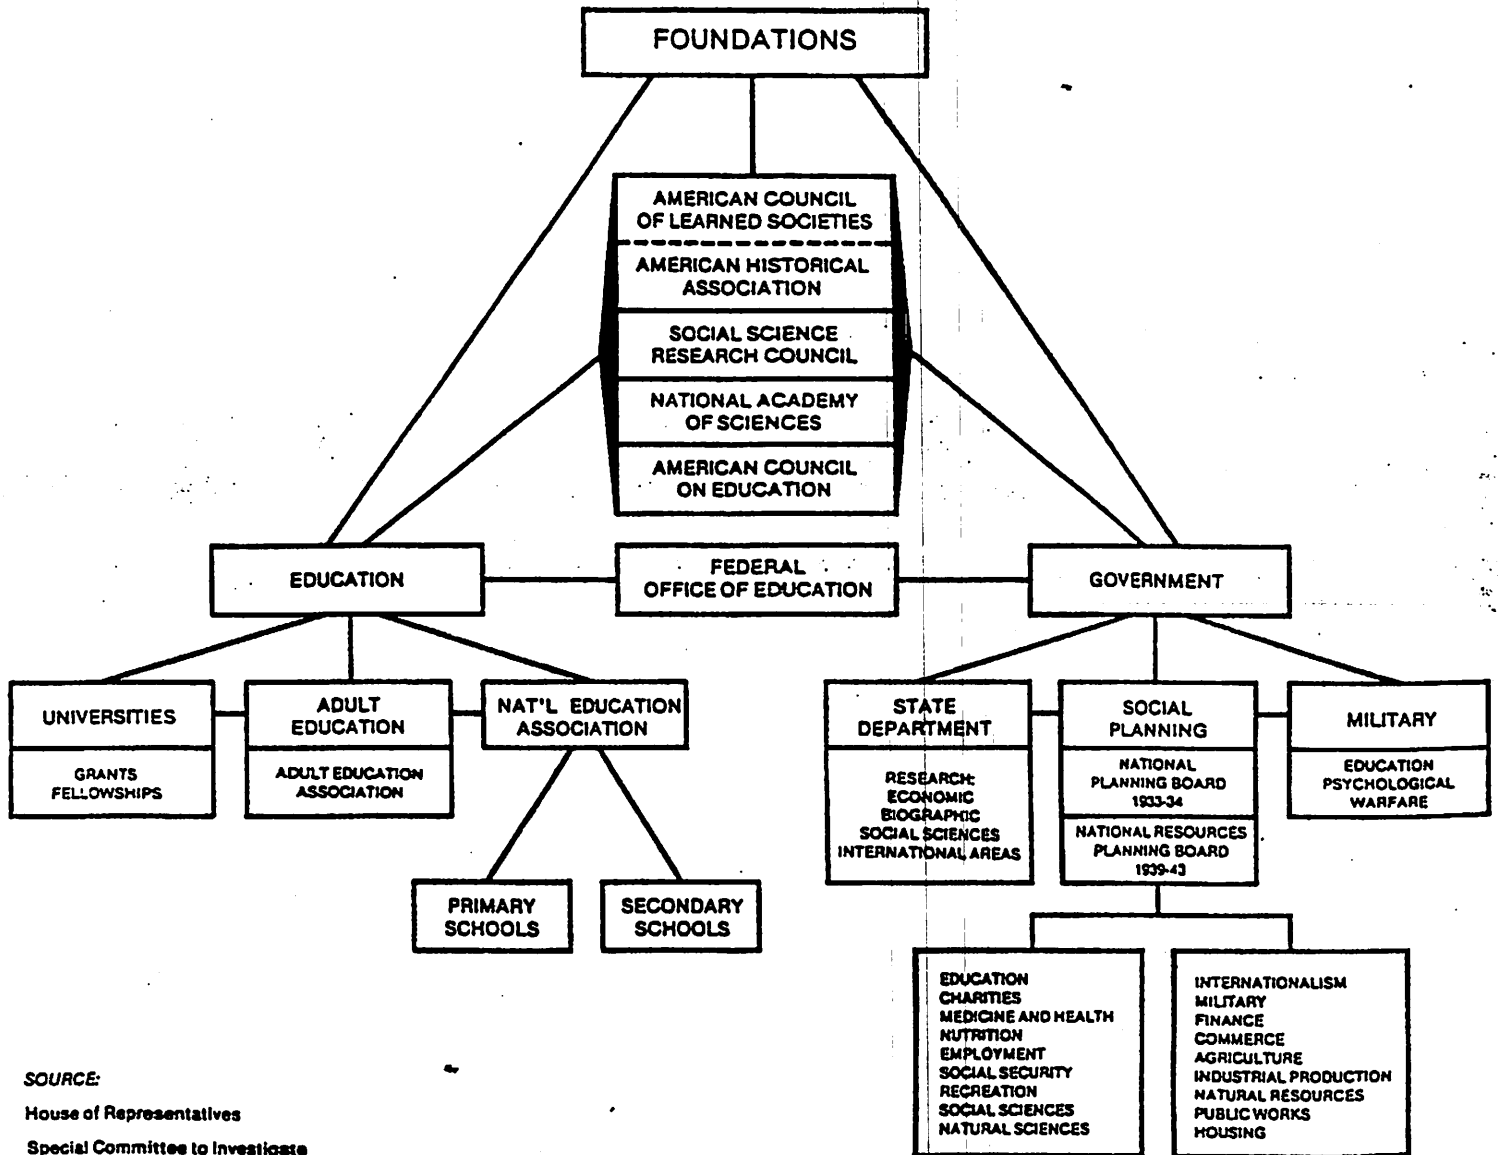 FOUNDATIONS
AMERICAN COUNCIL
OF LEARNED SOCIETIES
AMERICAN HISTORICAL
ASSOCIATION
SOCIAL SCIENCE
RESEARCH COUNCIL
NATIONAL ACADEMY
OF SCIENCES
AMERICAN COUNCIL
ON EDUCATION
EDUCATION
FEDERAL
OFFICE OF EDUCATION
GOVERNMENT
UNIVERSITIES
GRANTS
FELLOWSHIPS
ADULT
EDUCATION
ADULT EDUCATION
ASSOCIATION
NAT'L EDUCATION
ASSOCIATION
STATE
DEPARTMENT
RESEARCH:
ECONOMIC
BIOGRAPHIC
SOCIAL SCIENCES
INTERNATIONAL AREAS
SOCIAL
PLANNING
NATIONAL
PLANNING BOARD
1933-34
NATIONAL RESOURCES
PLANNING BOARD
1939-43
MILITARY
EDUCATION
PSYCHOLOGICAL
WARFARE
PRIMARY
SCHOOLS
SECONDARY
SCHOOLS
EDUCATION
CHARITIES
MEDICINE AND HEALTH
NUTRITION
EMPLOYMENT
SOCIAL SECURITY
RECREATION
SOCIAL SCIENCES
NATURAL SCIENCES
INTERNATIONALISM
MILITARY
FINANCE
COMMERCE
AGRICULTURE
INDUSTRIAL PRODUCTION
NATURAL RESOURCES
PUBLIC WORKS
HOUSING
SOURCE:
House of Representatives
Special Committee to Investigate